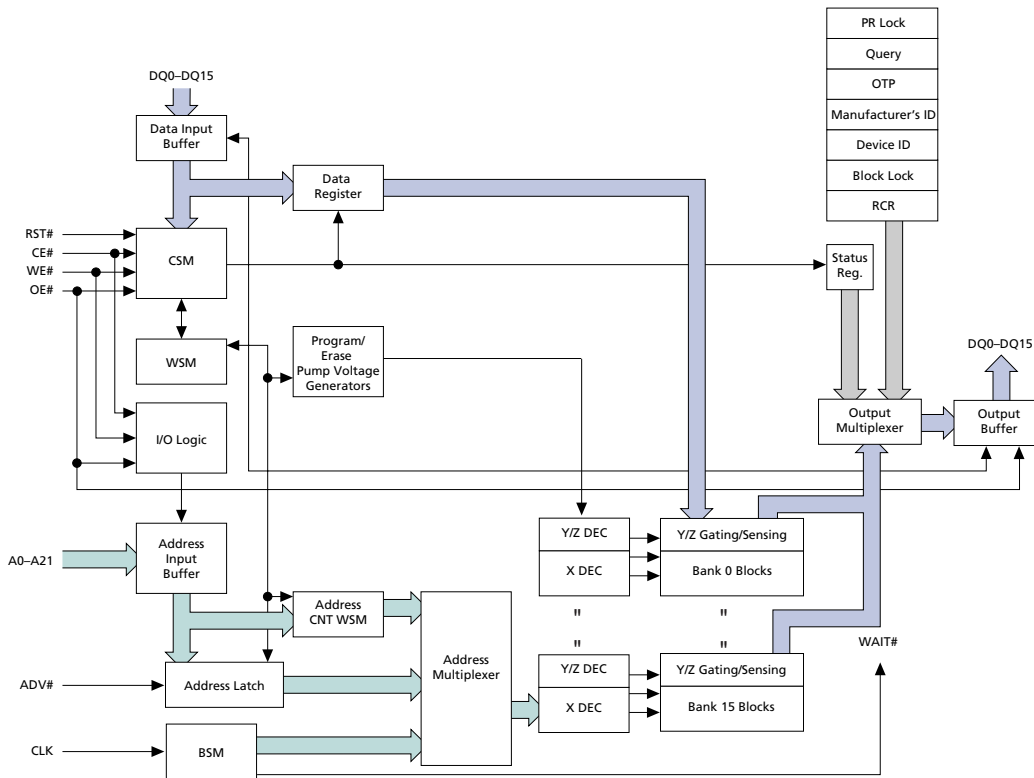 PR Lock
Query
OTP
Manufacturer's ID
Device ID
Block Lock
RCR
DQ0–DQ15
Data Input
Buffer
Data
Register
RST#
CE#
WE#
OE#
CSM
Status
Reg.
WSM
Program/
Erase
Pump Voltage
Generators
DQ0–DQ15
I/O Logic
Output
Multiplexer
Output
Buffer
A0–A21
Address
Input
Buffer
Y/Z DEC
X DEC
Y/Z Gating/Sensing
Bank 0 Blocks
Address
CNT WSM
" "
" "
Address
Multiplexer
WAIT#
ADV#
Address Latch
Y/Z DEC
X DEC
Y/Z Gating/Sensing
Bank 15 Blocks
CLK
BSM